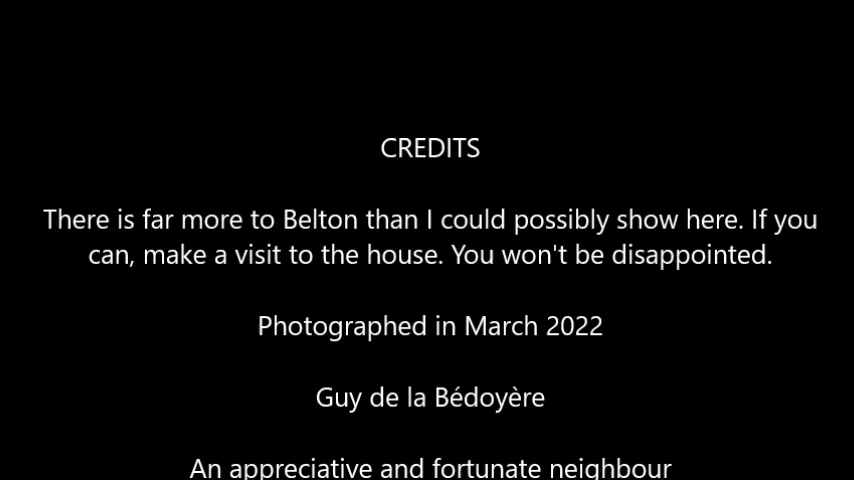 CREDITS
There is far more to Belton than I could possibly show here. If you
can, make a visit to the house. You won't be disappointed.
Photographed in March 2022
Guy de la Bédoyère
An appreciative and fortunate neighbour